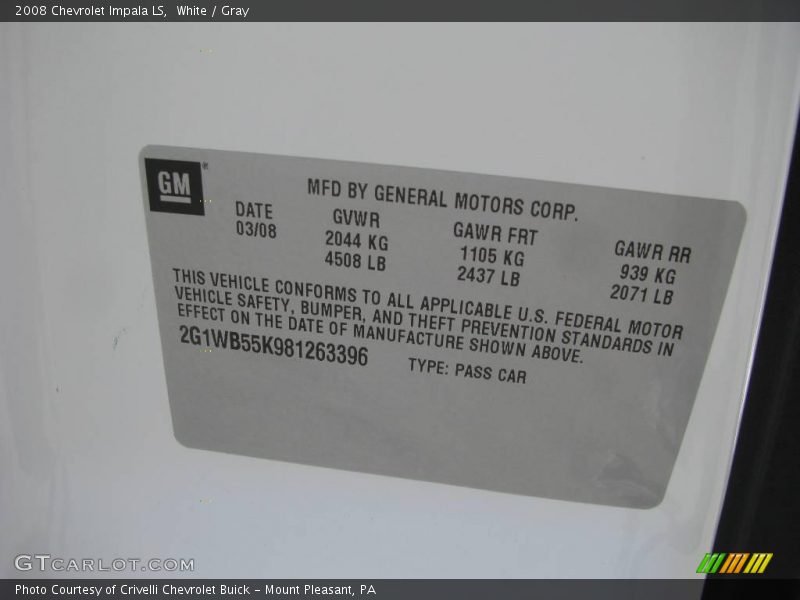 2008 Chevrolet Impala LS, White / Gray
GM
MFD BY GENERAL MOTORS CORP.
DATE GVWR GAWR FRT GAWR RR
03/08 2044 KG 1105 KG 939 KG
4508 LB 2437 LB 2071 LB
THIS VEHICLE CONFORMS TO ALL APPLICABLE U.S. FEDERAL MOTOR
VEHICLE SAFETY, BUMPER, AND THEFT PREVENTION STANDARDS IN
EFFECT ON THE DATE OF MANUFACTURE SHOWN ABOVE.
2G1WB55K981263396 TYPE: PASS CAR
GTCARLOT.COM
Photo Courtesy of Crivelli Chevrolet Buick - Mount Pleasant, PA